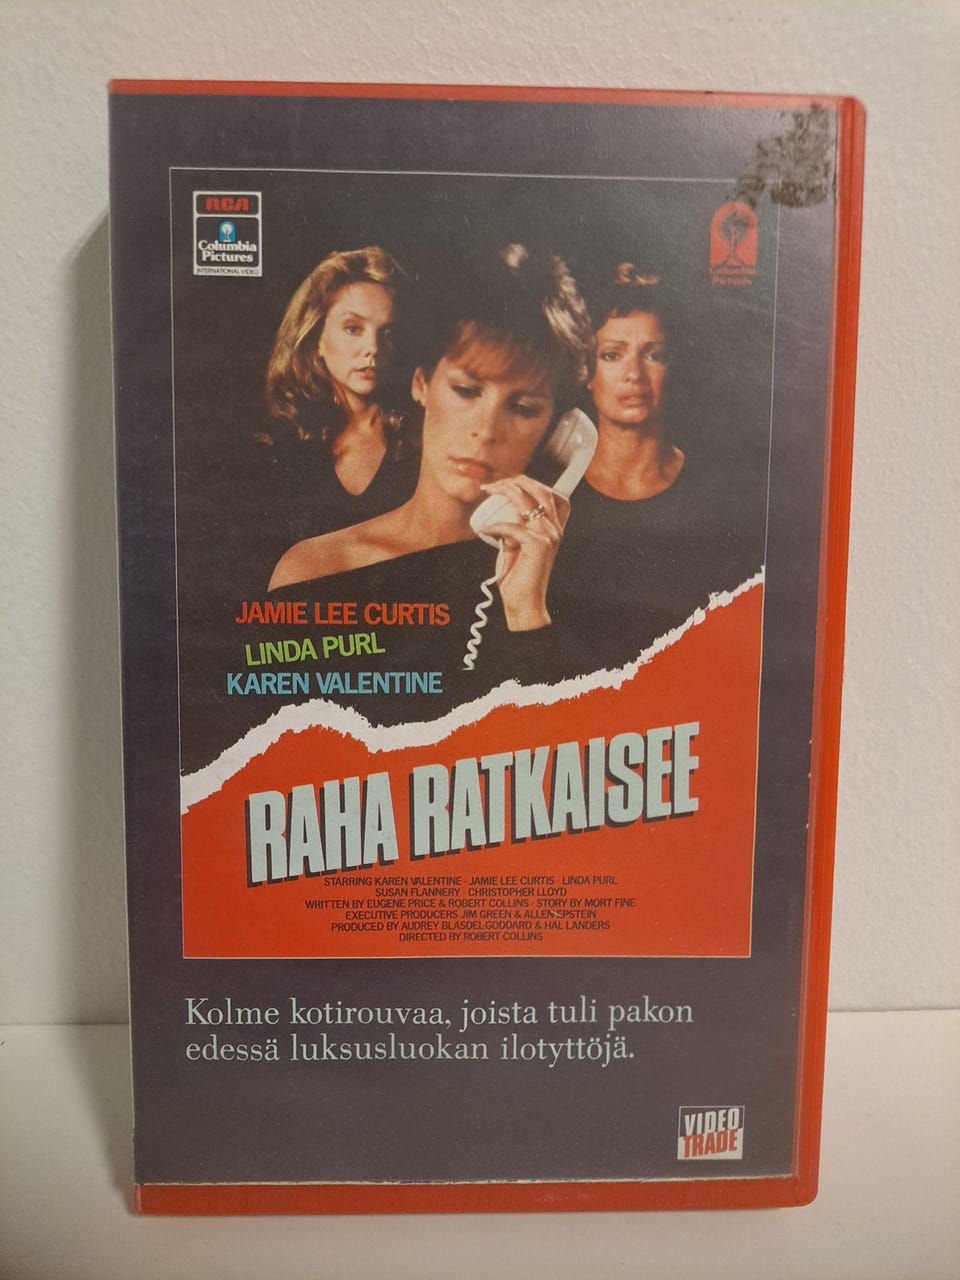 RCA
Columbia
Pictures
INTERNATIONAL VIDEO
Columbia
Pictures
JAMIE LEE CURTIS
LINDA PURL
KAREN VALENTINE
RAHA RATKAISEE
STARRING KAREN VALENTINE · JAMIE LEE CURTIS · LINDA PURL
SUSAN FLANNERY · CHRISTOPHER LLOYD
WRITTEN BY EUGENE PRICE & ROBERT COLLINS · STORY BY MORT FINE
EXECUTIVE PRODUCERS JIM GREEN & ALLEN EPSTEIN
PRODUCED BY AUDREY BLASDEL-GODDARD & HAL LANDERS
DIRECTED BY ROBERT COLLINS
Kolme kotirouvaa, joista tuli pakon
edessä luksusluokan ilotyttöjä.
VIDEO
TRADE